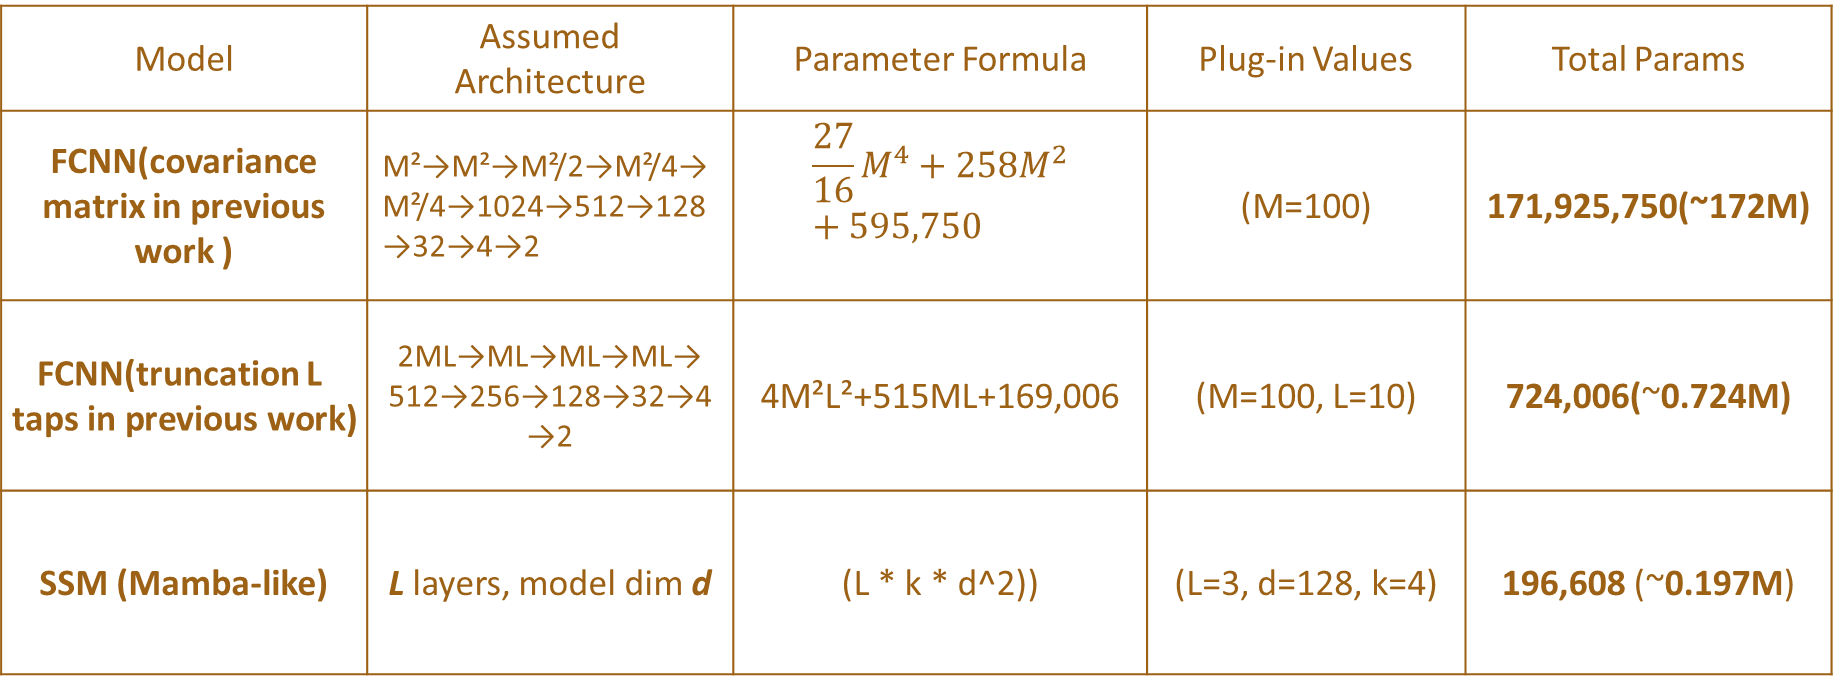 Model
Assumed
Architecture
Parameter Formula
Plug-in Values
Total Params
FCNN(covariance
matrix in previous
work )
M²→M²→M²/2→M²/4→
M²/4→1024→512→128
→32→4→2
27/16 M⁴ + 258M²
+ 595,750
(M=100)
171,925,750(~172M)
FCNN(truncation L
taps in previous work)
2ML→ML→ML→ML→
512→256→128→32→4
→2
4M²L²+515ML+169,006
(M=100, L=10)
724,006(~0.724M)
SSM (Mamba-like)
L layers, model dim d
(L * k * d^2))
(L=3, d=128, k=4)
196,608 (~0.197M)